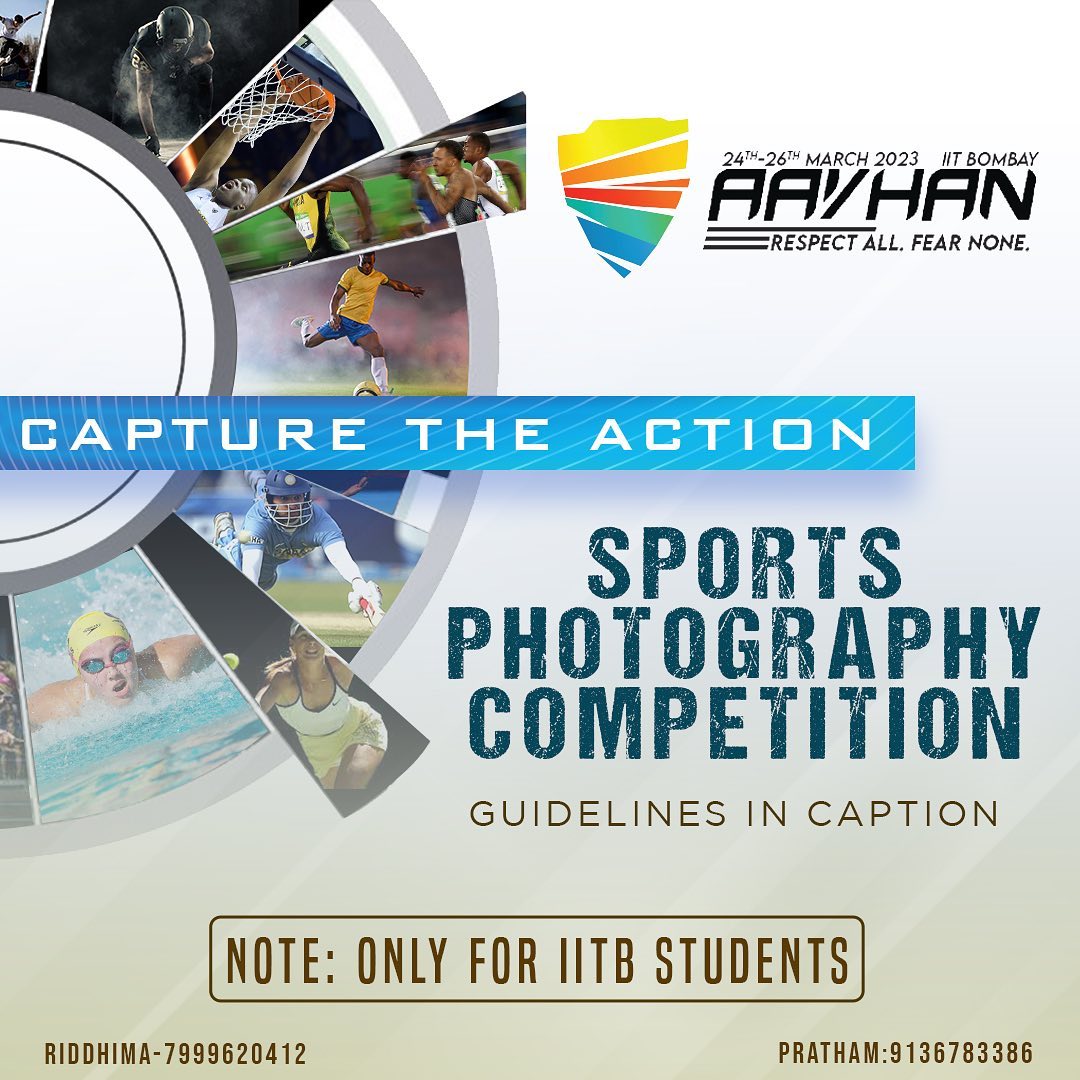 24TH-26TH MARCH 2023 IIT BOMBAY
AAVHAN
RESPECT ALL. FEAR NONE.
CAPTURE THE ACTION
SPORTS
PHOTOGRAPHY
COMPETITION
GUIDELINES IN CAPTION
NOTE: ONLY FOR IITB STUDENTS
RIDDHIMA-7999620412
PRATHAM:9136783386